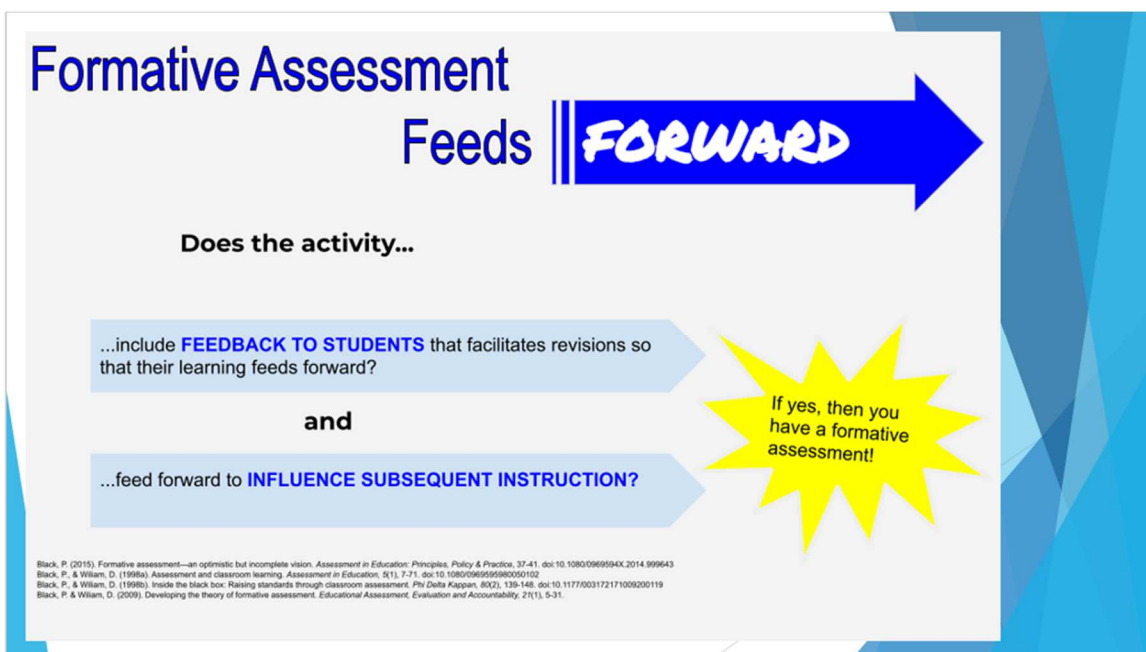 Formative Assessment
Feeds FORWARD
Does the activity...
...include FEEDBACK TO STUDENTS that facilitates revisions so
that their learning feeds forward?
and
...feed forward to INFLUENCE SUBSEQUENT INSTRUCTION?
If yes, then you
have a formative
assessment!
Black, P. (2015). Formative assessment—an optimistic but incomplete vision. Assessment in Education: Principles, Policy & Practice, 37-41. doi:10.1080/0969594X.2014.999643
Black, P., & Wiliam, D. (1998a). Assessment and classroom learning. Assessment in Education, 5(1), 7-71. doi:10.1080/0969595980050102
Black, P., & Wiliam, D. (1998b). Inside the black box: Raising standards through classroom assessment. Phi Delta Kappan, 80(2), 139-148. doi:10.1177/003172171009200119
Black, P. & Wiliam, D. (2009). Developing the theory of formative assessment. Educational Assessment, Evaluation and Accountability, 21(1), 5-31.